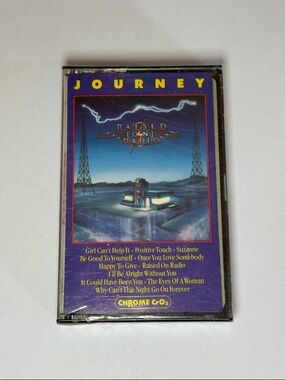 JOURNEY
RAISED
ON
RADIO
Girl Can't Help It • Positive Touch • Suzanne
Be Good To Yourself • Once You Love Somebody
Happy To Give • Raised On Radio
I'll Be Alright Without You
It Could Have Been You • The Eyes Of A Woman
Why Can't This Night Go On Forever
CHROME CrO₂